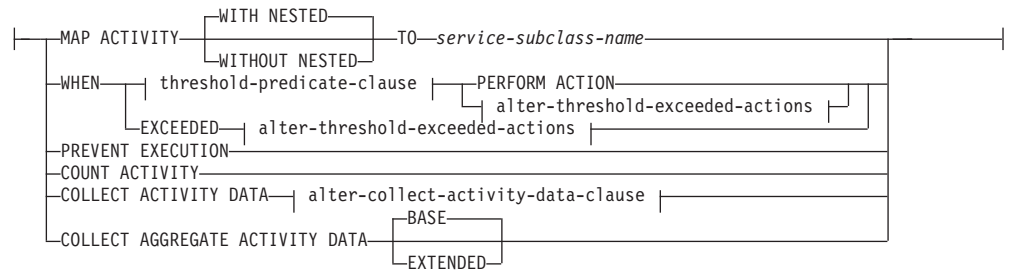 WITH NESTED
MAP ACTIVITY TO service-subclass-name
WITHOUT NESTED
WHEN threshold-predicate-clause PERFORM ACTION
alter-threshold-exceeded-actions
EXCEEDED alter-threshold-exceeded-actions
PREVENT EXECUTION
COUNT ACTIVITY
COLLECT ACTIVITY DATA alter-collect-activity-data-clause
BASE
COLLECT AGGREGATE ACTIVITY DATA
EXTENDED